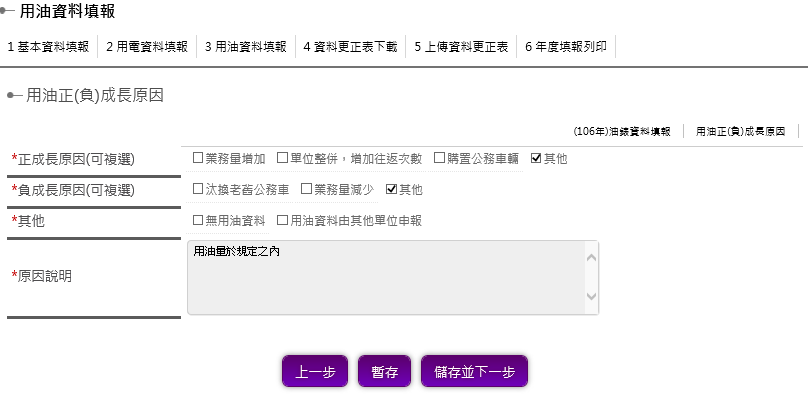 用油資料填報
1 基本資料填報 2 用電資料填報 3 用油資料填報 4 資料更正表下載 5 上傳資料更正表 6 年度填報列印
用油正(負)成長原因
(106年)油錶資料填報 用油正(負)成長原因
*正成長原因(可複選) 業務量增加 單位整併，增加往返次數 購置公務車輛 其他
*負成長原因(可複選) 汰換老舊公務車 業務量減少 其他
*其他 無用油資料 用油資料由其他單位申報
*原因說明 用油量於規定之內
上一步 暫存 儲存並下一步